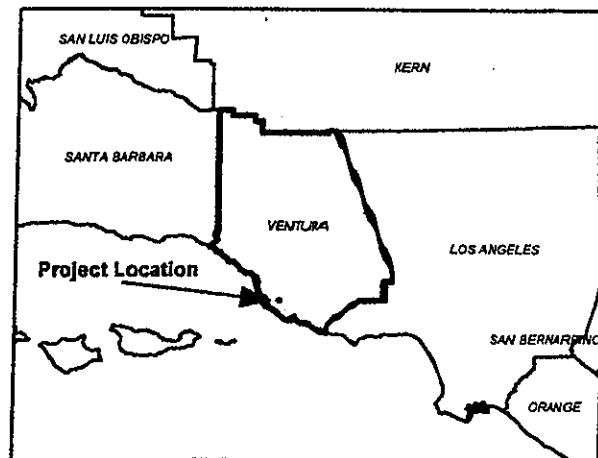 SAN LUIS OBISPO
KERN
SANTA BARBARA
VENTURA
LOS ANGELES
Project Location
SAN BERNARDINO
ORANGE